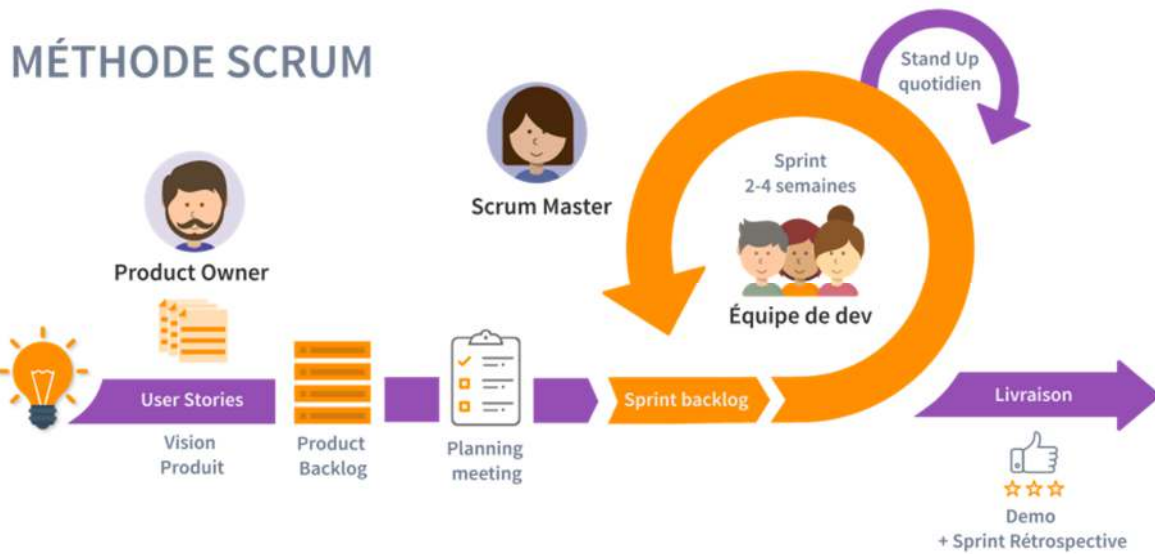 MÉTHODE SCRUM
Stand Up
quotidien
Sprint
2-4 semaines
Scrum Master
Product Owner
Équipe de dev
User Stories
Sprint backlog
Livraison
Vision
Produit
Product
Backlog
Planning
meeting
Demo
+ Sprint Rétrospective